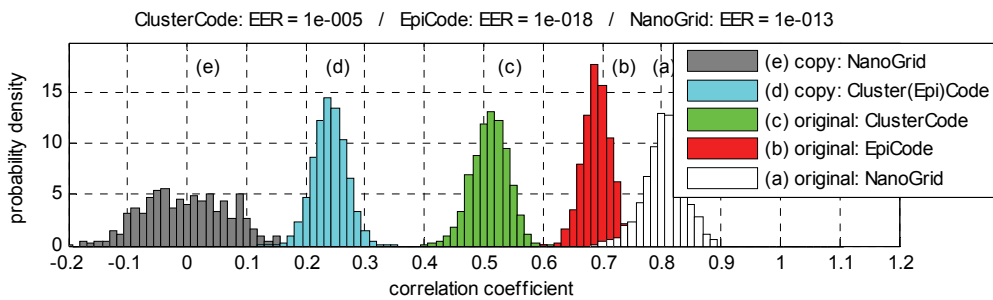 ClusterCode: EER = 1e-005 / EpiCode: EER = 1e-018 / NanoGrid: EER = 1e-013
(e) (d) (c) (b) (a)
(e) copy: NanoGrid
(d) copy: Cluster(Epi)Code
(c) original: ClusterCode
(b) original: EpiCode
(a) original: NanoGrid
probability density
15
10
5
0
-0.2 -0.1 0 0.1 0.2 0.3 0.4 0.5 0.6 0.7 0.8 0.9 1 1.1 1.2
correlation coefficient